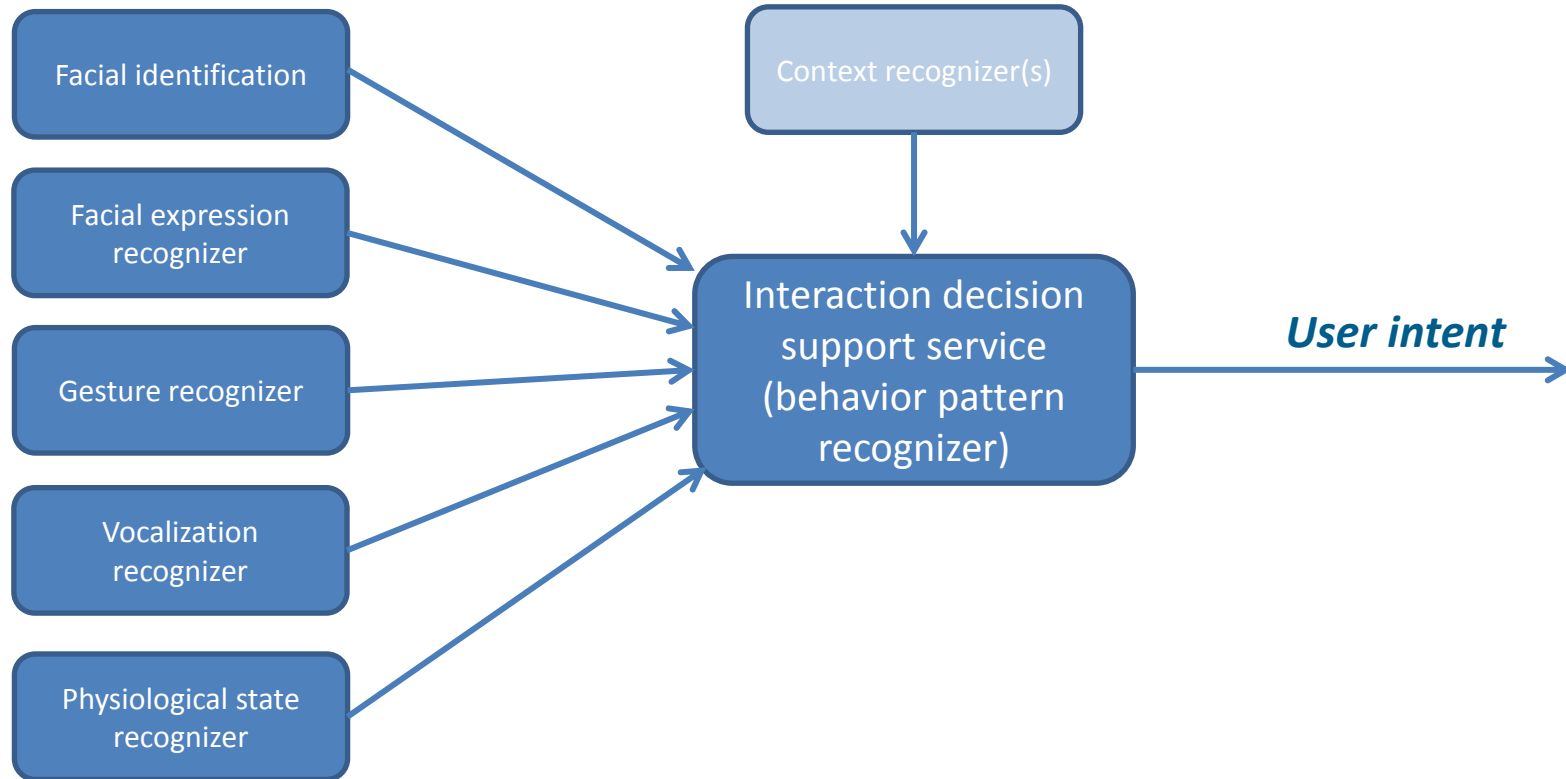 Facial identification
Context recognizer(s)
Facial expression
recognizer
Gesture recognizer
Vocalization
recognizer
Physiological state
recognizer
Interaction decision
support service
(behavior pattern
recognizer)
User intent